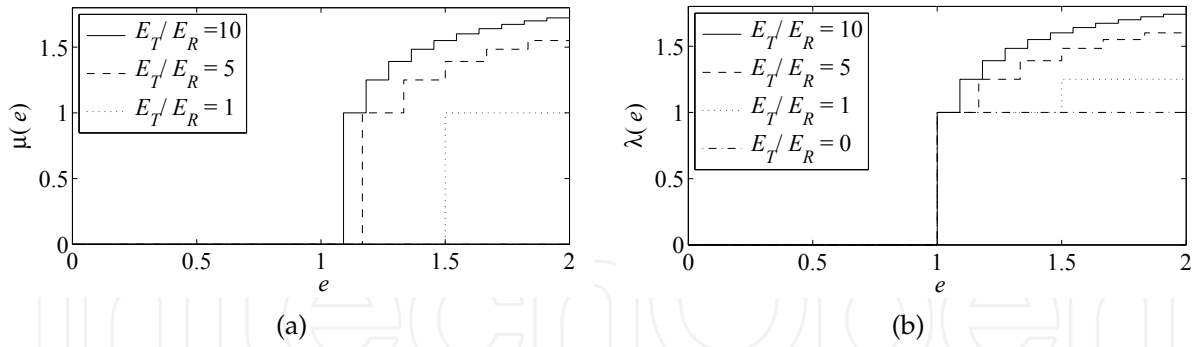 E_T / E_R = 10
E_T / E_R = 5
E_T / E_R = 1
μ(e)
1.5
1
0.5
0
0 0.5 1 1.5 2
e
(a)
E_T / E_R = 10
E_T / E_R = 5
E_T / E_R = 1
E_T / E_R = 0
λ(e)
1.5
1
0.5
0
0 0.5 1 1.5 2
e
(b)